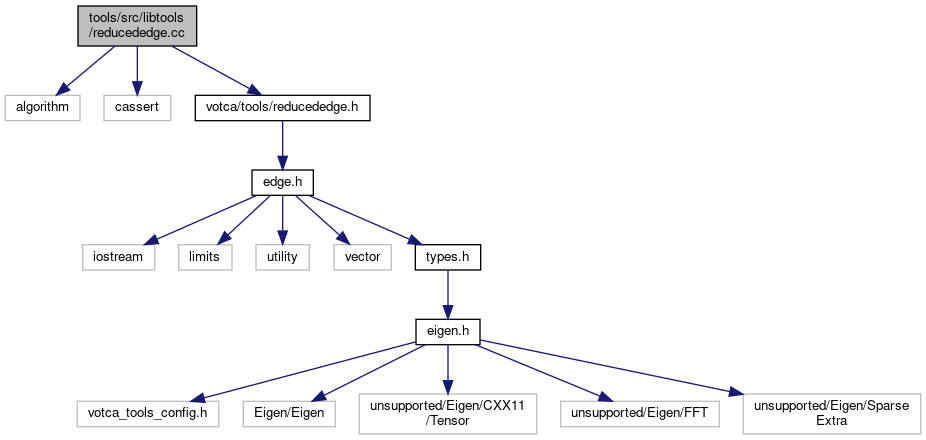 tools/src/libtools
/reducededge.cc
algorithm
cassert
votca/tools/reducededge.h
edge.h
iostream
limits
utility
vector
types.h
eigen.h
votca_tools_config.h
Eigen/Eigen
unsupported/Eigen/CXX11
/Tensor
unsupported/Eigen/FFT
unsupported/Eigen/Sparse
Extra